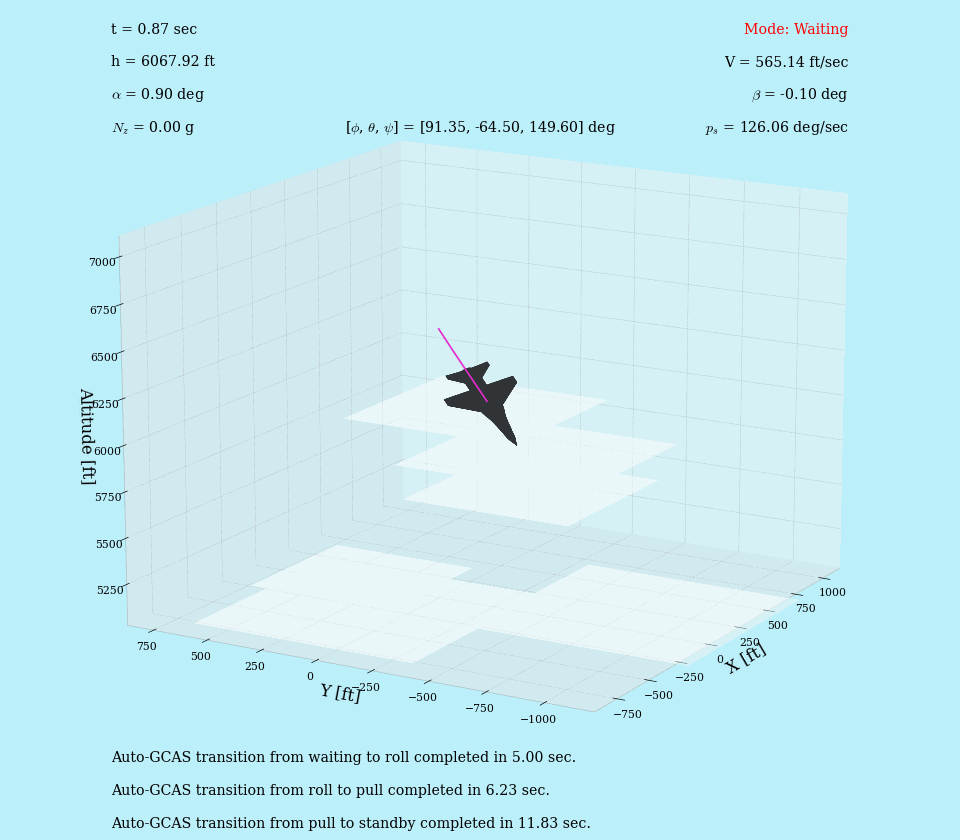 t = 0.87 sec
Mode: Waiting
h = 6067.92 ft
V = 565.14 ft/sec
α = 0.90 deg
β = -0.10 deg
N_z = 0.00 g
[ϕ, θ, ψ] = [91.35, -64.50, 149.60] deg
p_s = 126.06 deg/sec
7000
6750
6500
6250
6000
5750
5500
5250
Altitude [ft]
750
500
250
0
−250
−500
−750
−1000
Y [ft]
1000
750
500
250
0
−250
−500
−750
X [ft]
Auto-GCAS transition from waiting to roll completed in 5.00 sec.
Auto-GCAS transition from roll to pull completed in 6.23 sec.
Auto-GCAS transition from pull to standby completed in 11.83 sec.